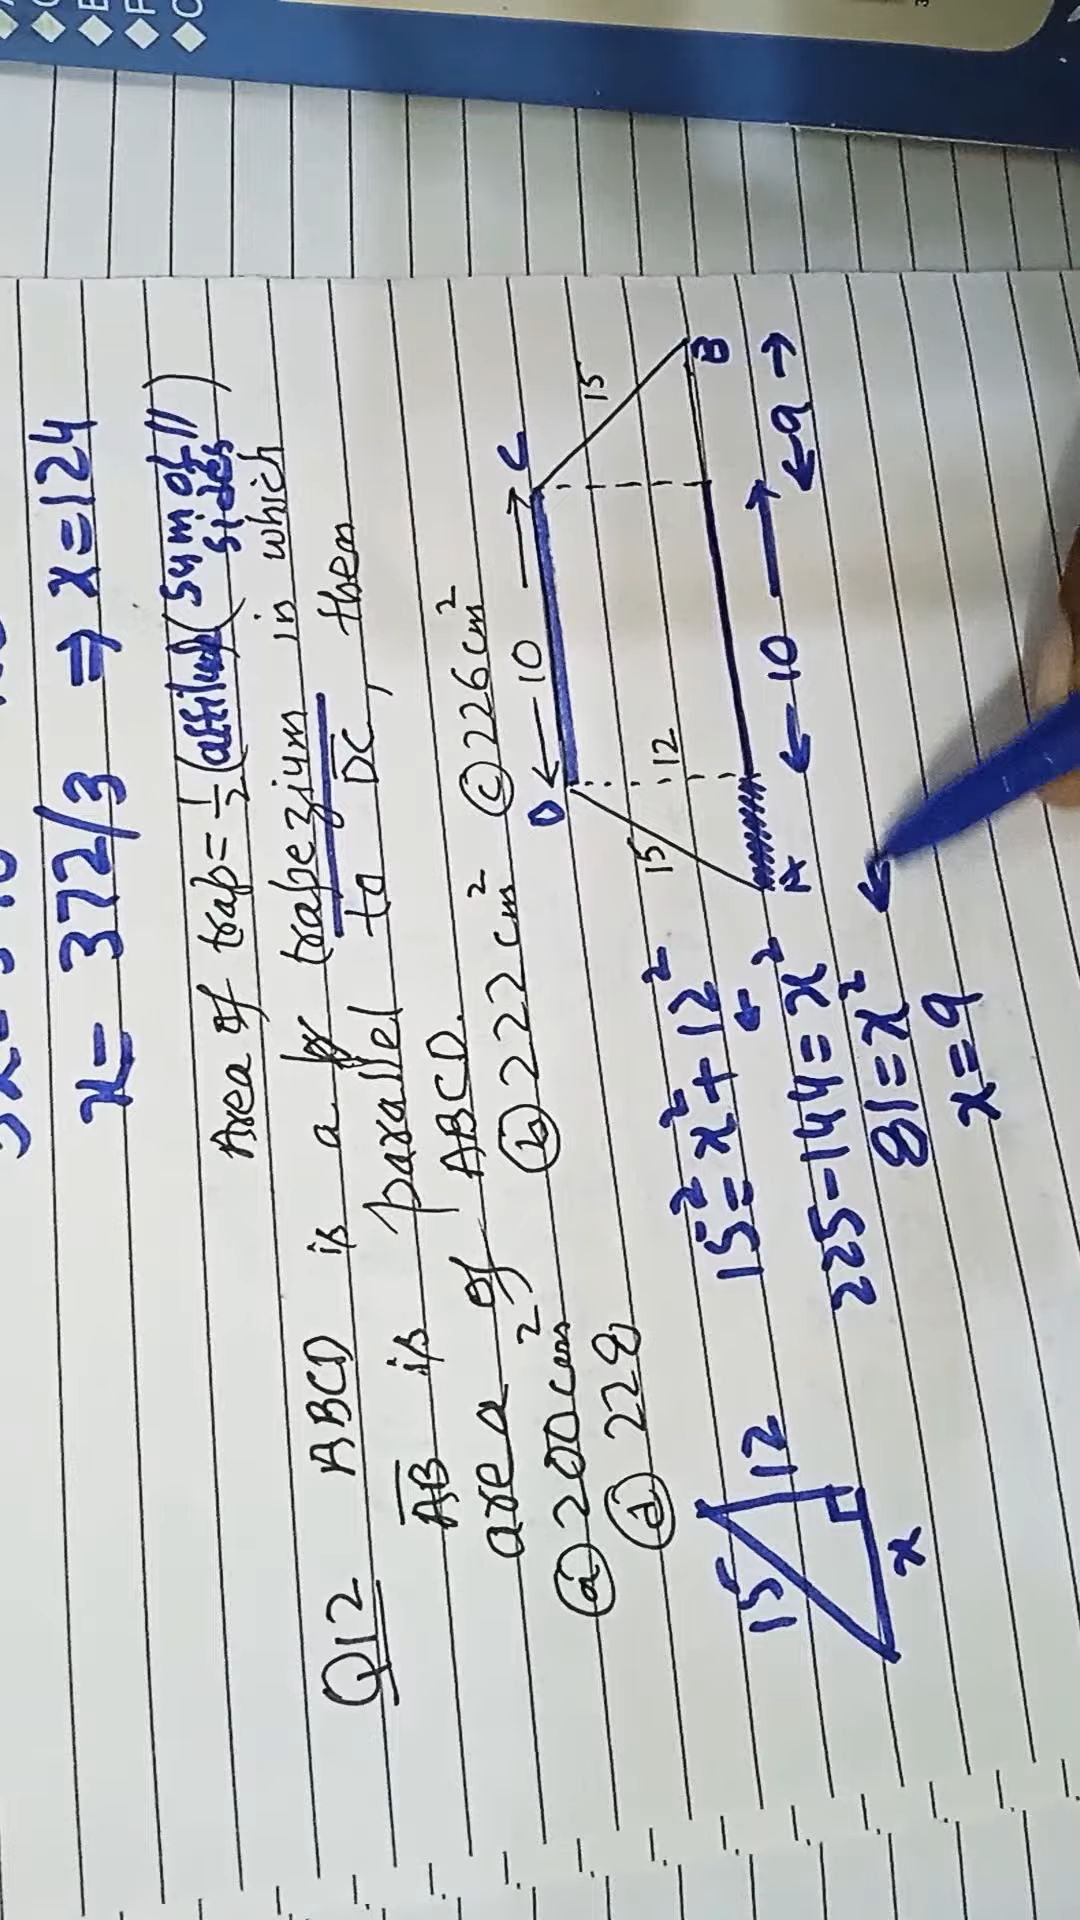 x = 372/3 ⇒ x = 124
Area of trap = 1/2 (altitude) (sum of || sides)
Q12 ABCD is a trapezium in which
AB is parallel to DC, then
area of ABCD.
(a) 200 cm² (b) 222 cm² (c) 226 cm²
(d) 228
D ← 10 → C
15
12
15
A
B
← 10 → ← 9 →
15
12
x
15² = x² + 12²
225 - 144 = x²
81 = x²
x = 9